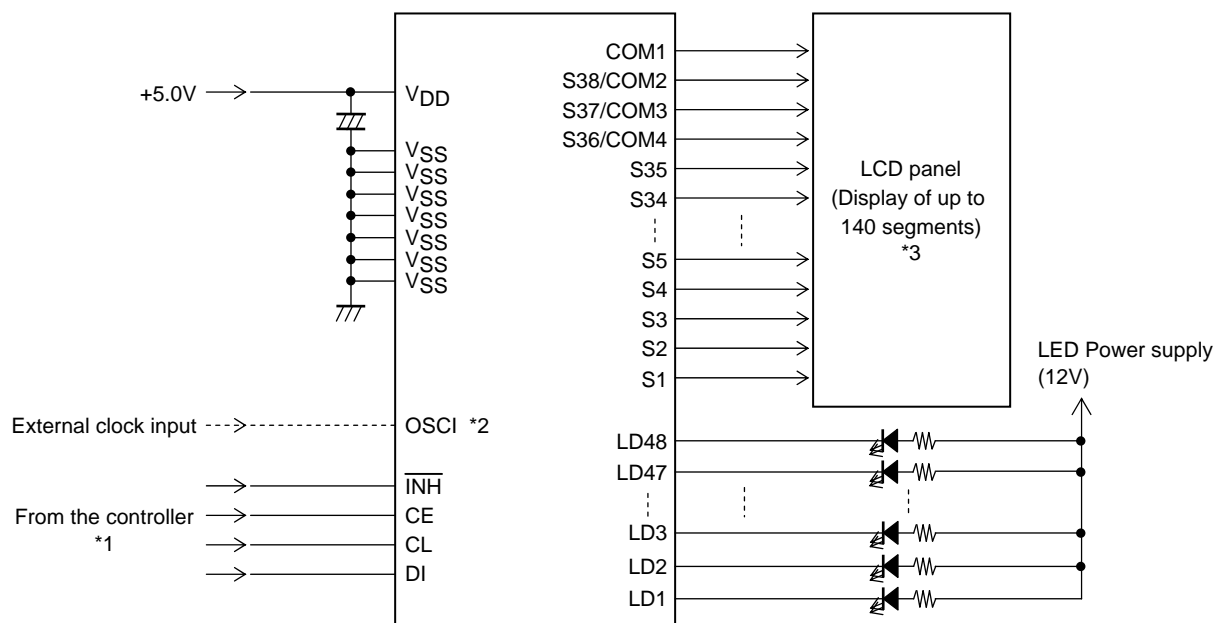 +5.0V
VDD
VSS
VSS
VSS
VSS
VSS
VSS
VSS
External clock input
OSCI *2
From the controller
*1
INH
CE
CL
DI
COM1
S38/COM2
S37/COM3
S36/COM4
S35
S34
S5
S4
S3
S2
S1
LCD panel
(Display of up to
140 segments)
*3
LED Power supply
(12V)
LD48
LD47
LD3
LD2
LD1